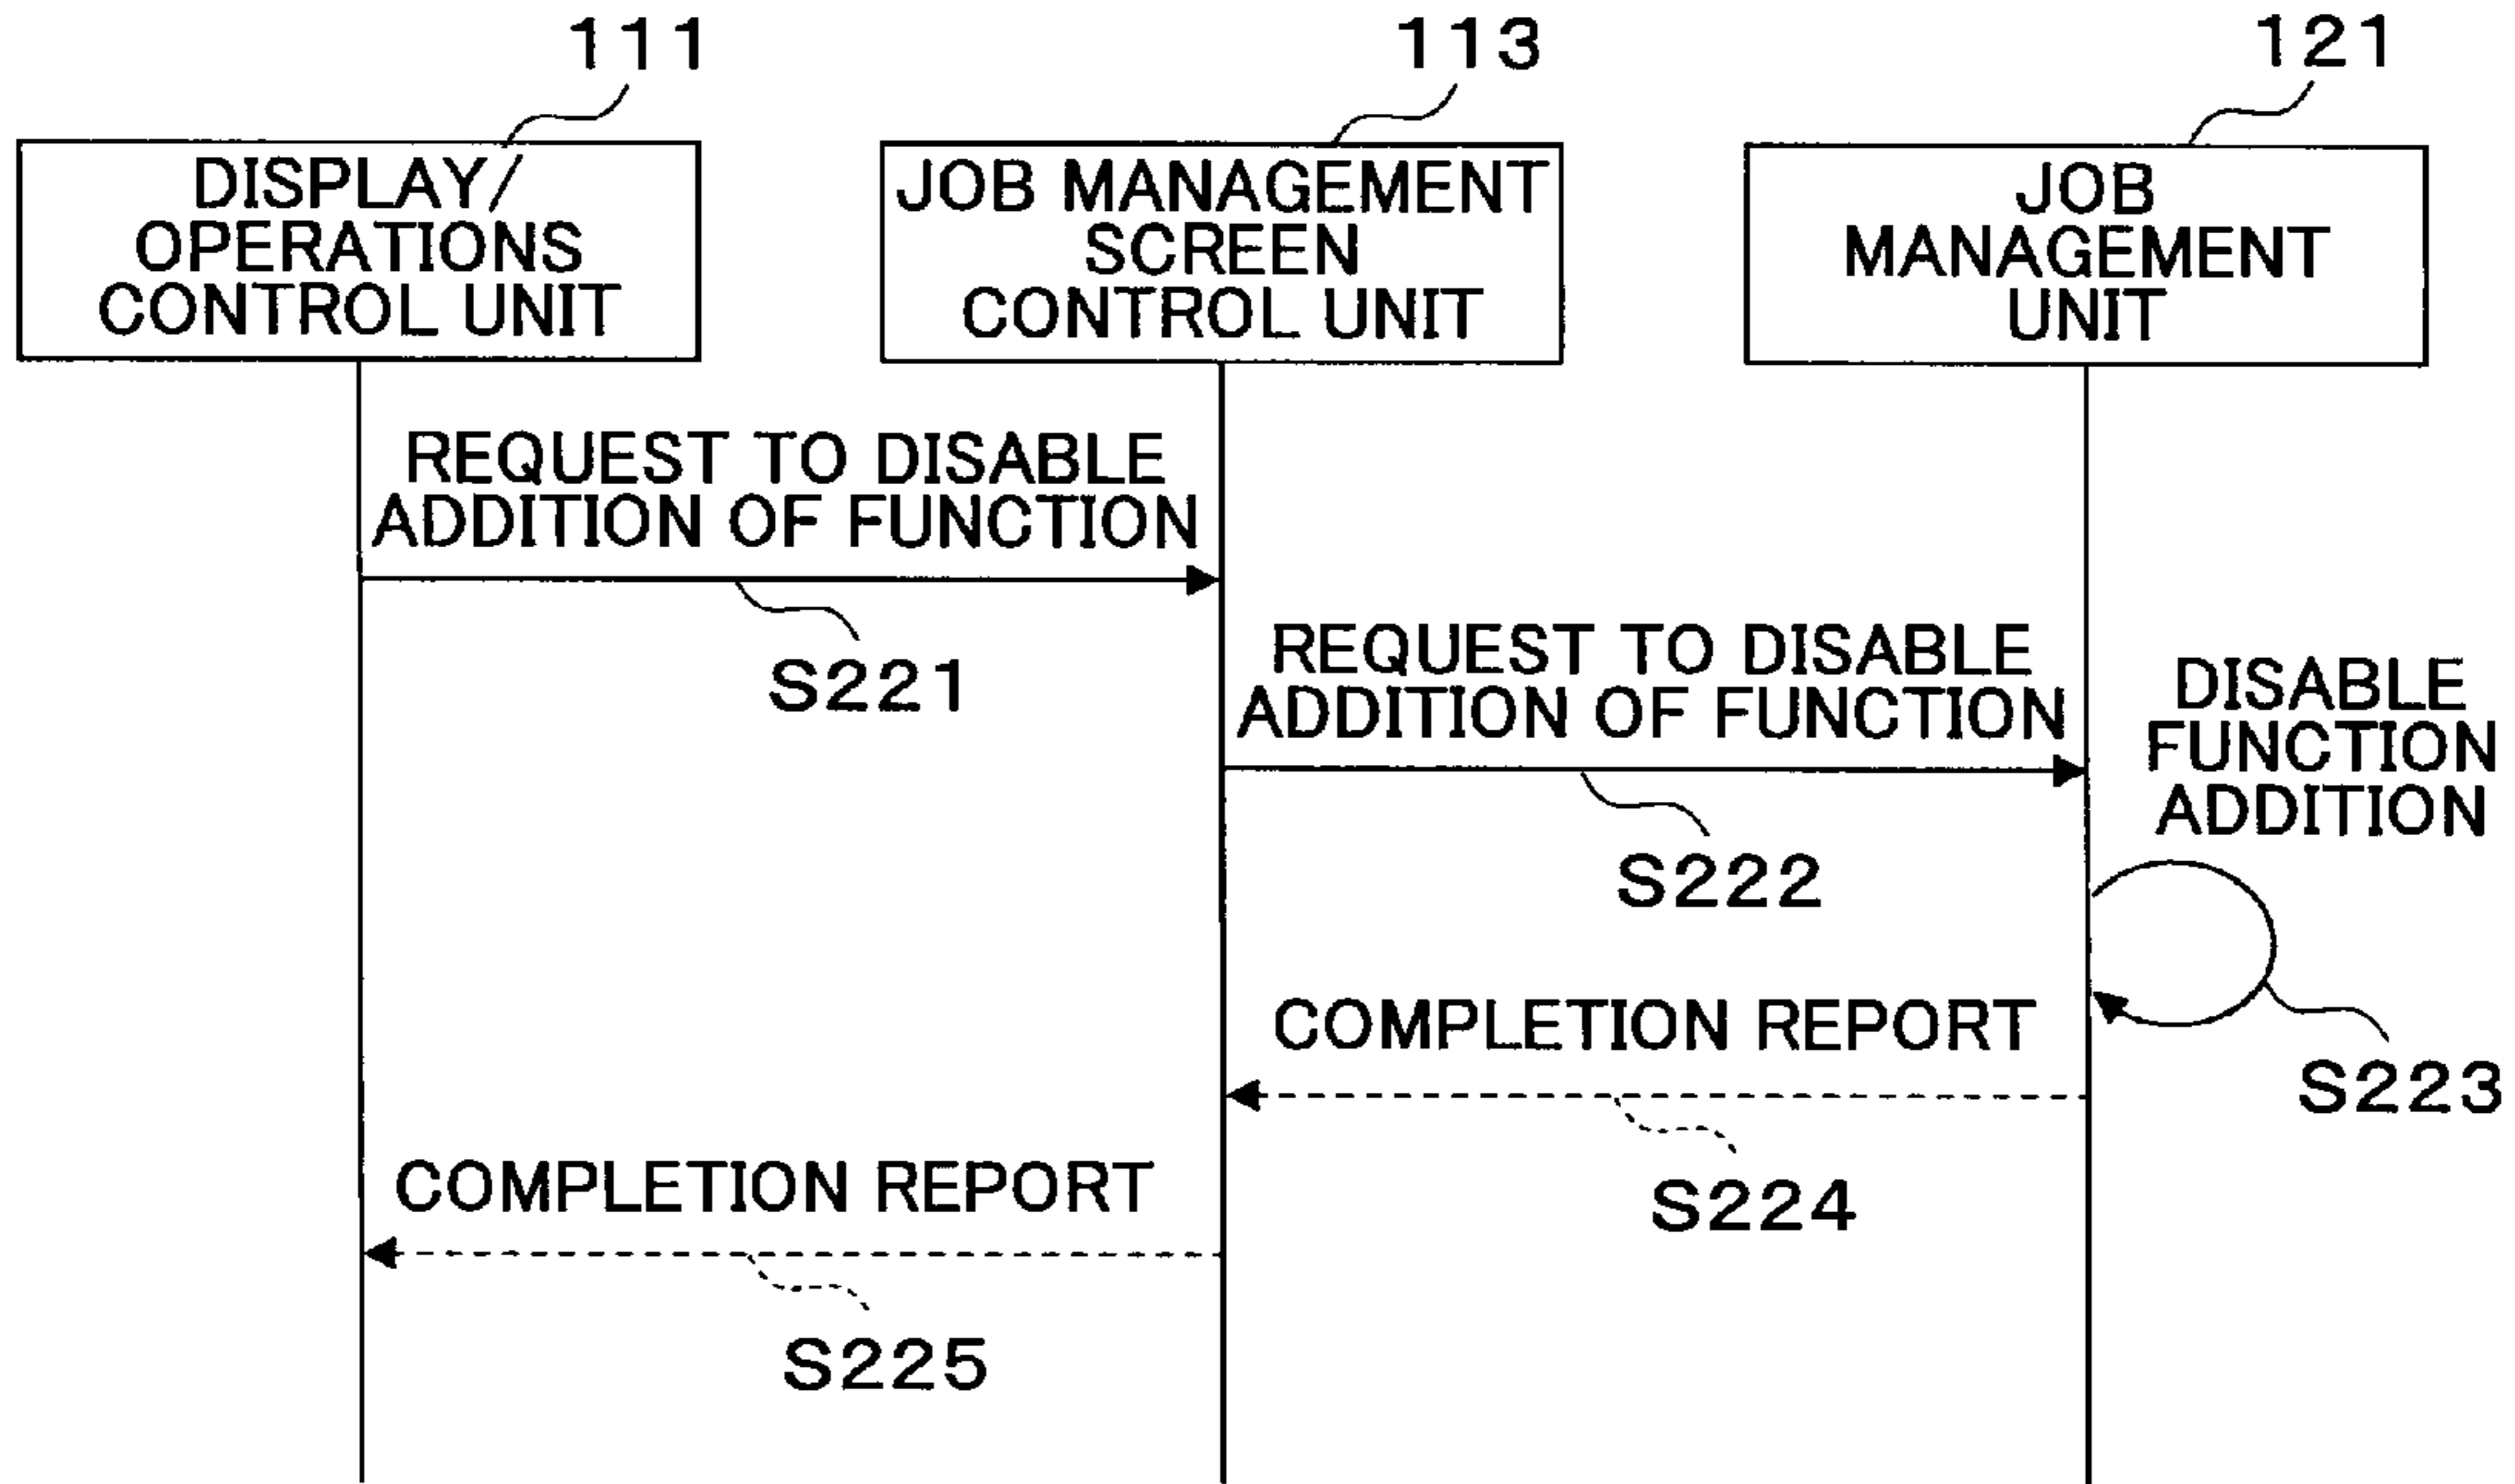 111
113
121
DISPLAY/
OPERATIONS
CONTROL UNIT
JOB MANAGEMENT
SCREEN
CONTROL UNIT
JOB
MANAGEMENT
UNIT
REQUEST TO DISABLE
ADDITION OF FUNCTION
S221
REQUEST TO DISABLE
ADDITION OF FUNCTION
S222
DISABLE
FUNCTION
ADDITION
S223
COMPLETION REPORT
S224
COMPLETION REPORT
S225